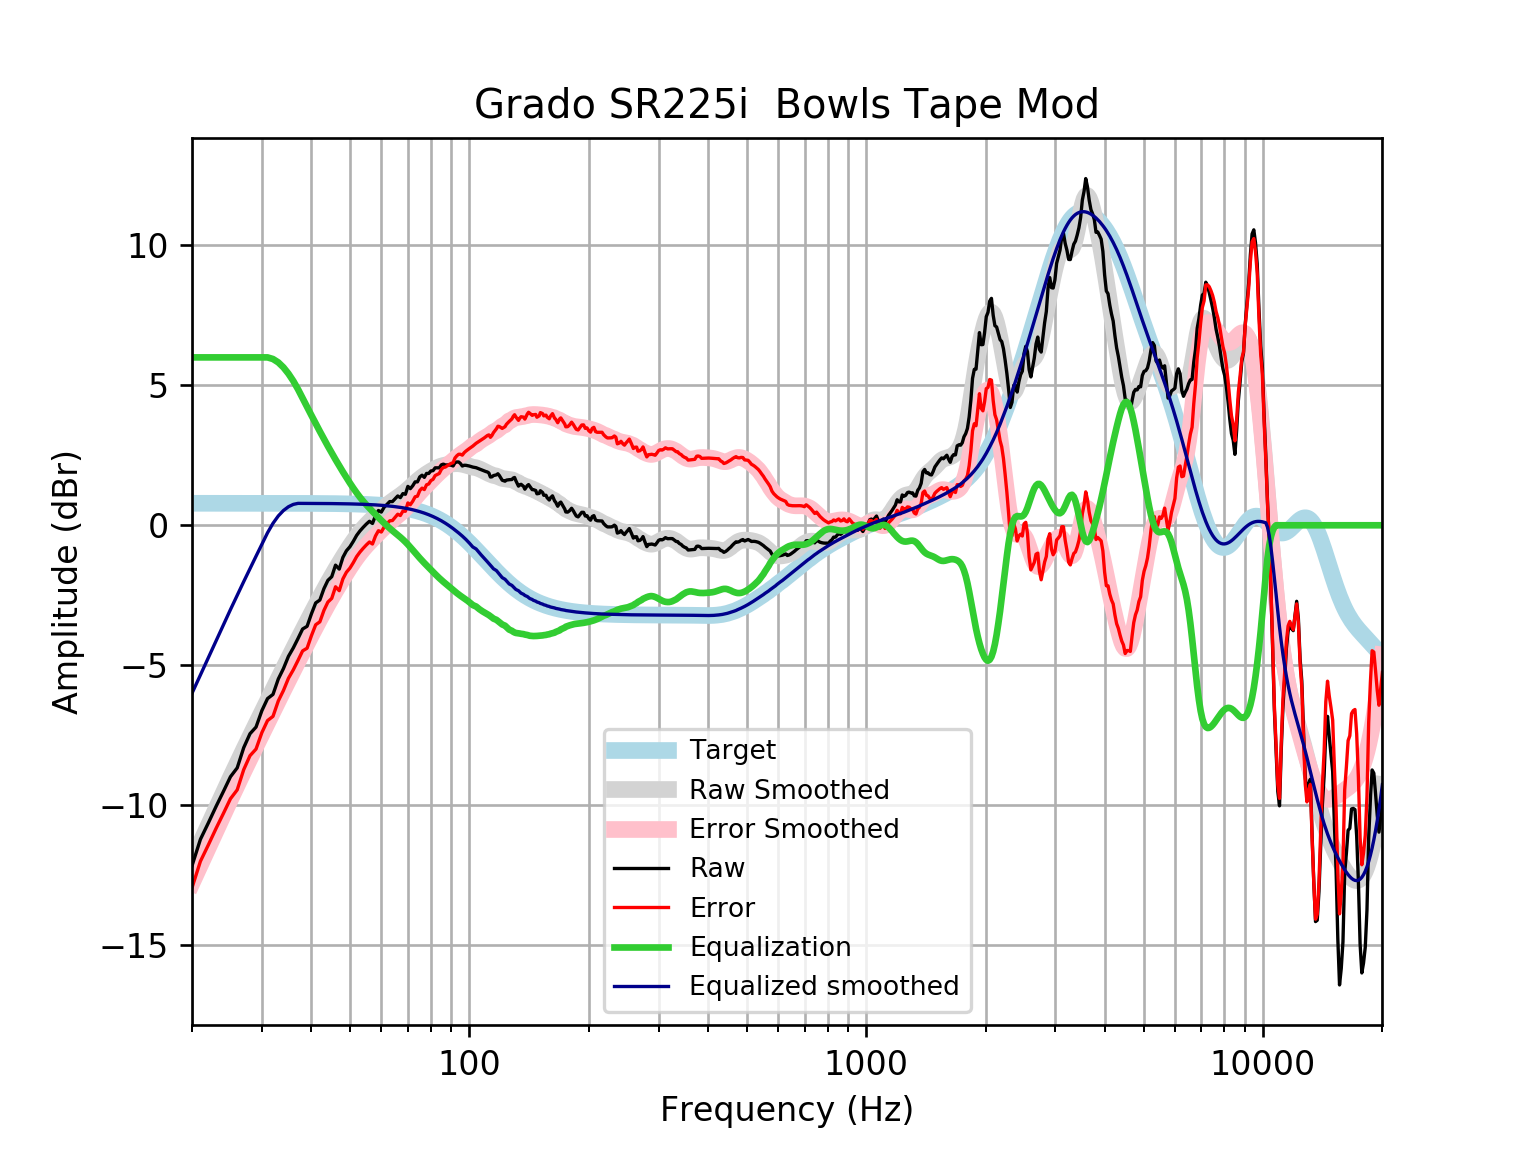 Grado SR225i  Bowls Tape Mod
Amplitude (dBr)
10
5
0
−5
−10
−15
Target
Raw Smoothed
Error Smoothed
Raw
Error
Equalization
Equalized smoothed
100 1000 10000
Frequency (Hz)